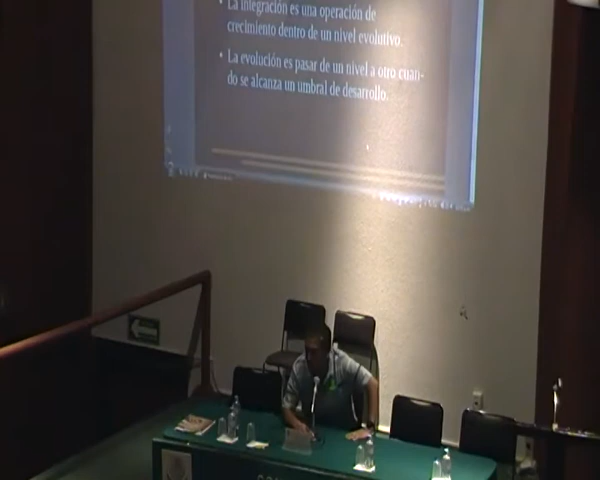 • La integración es una operación de
crecimiento dentro de un nivel evolutivo.
• La evolución es pasar de un nivel a otro cuan-
do se alcanza un umbral de desarrollo.